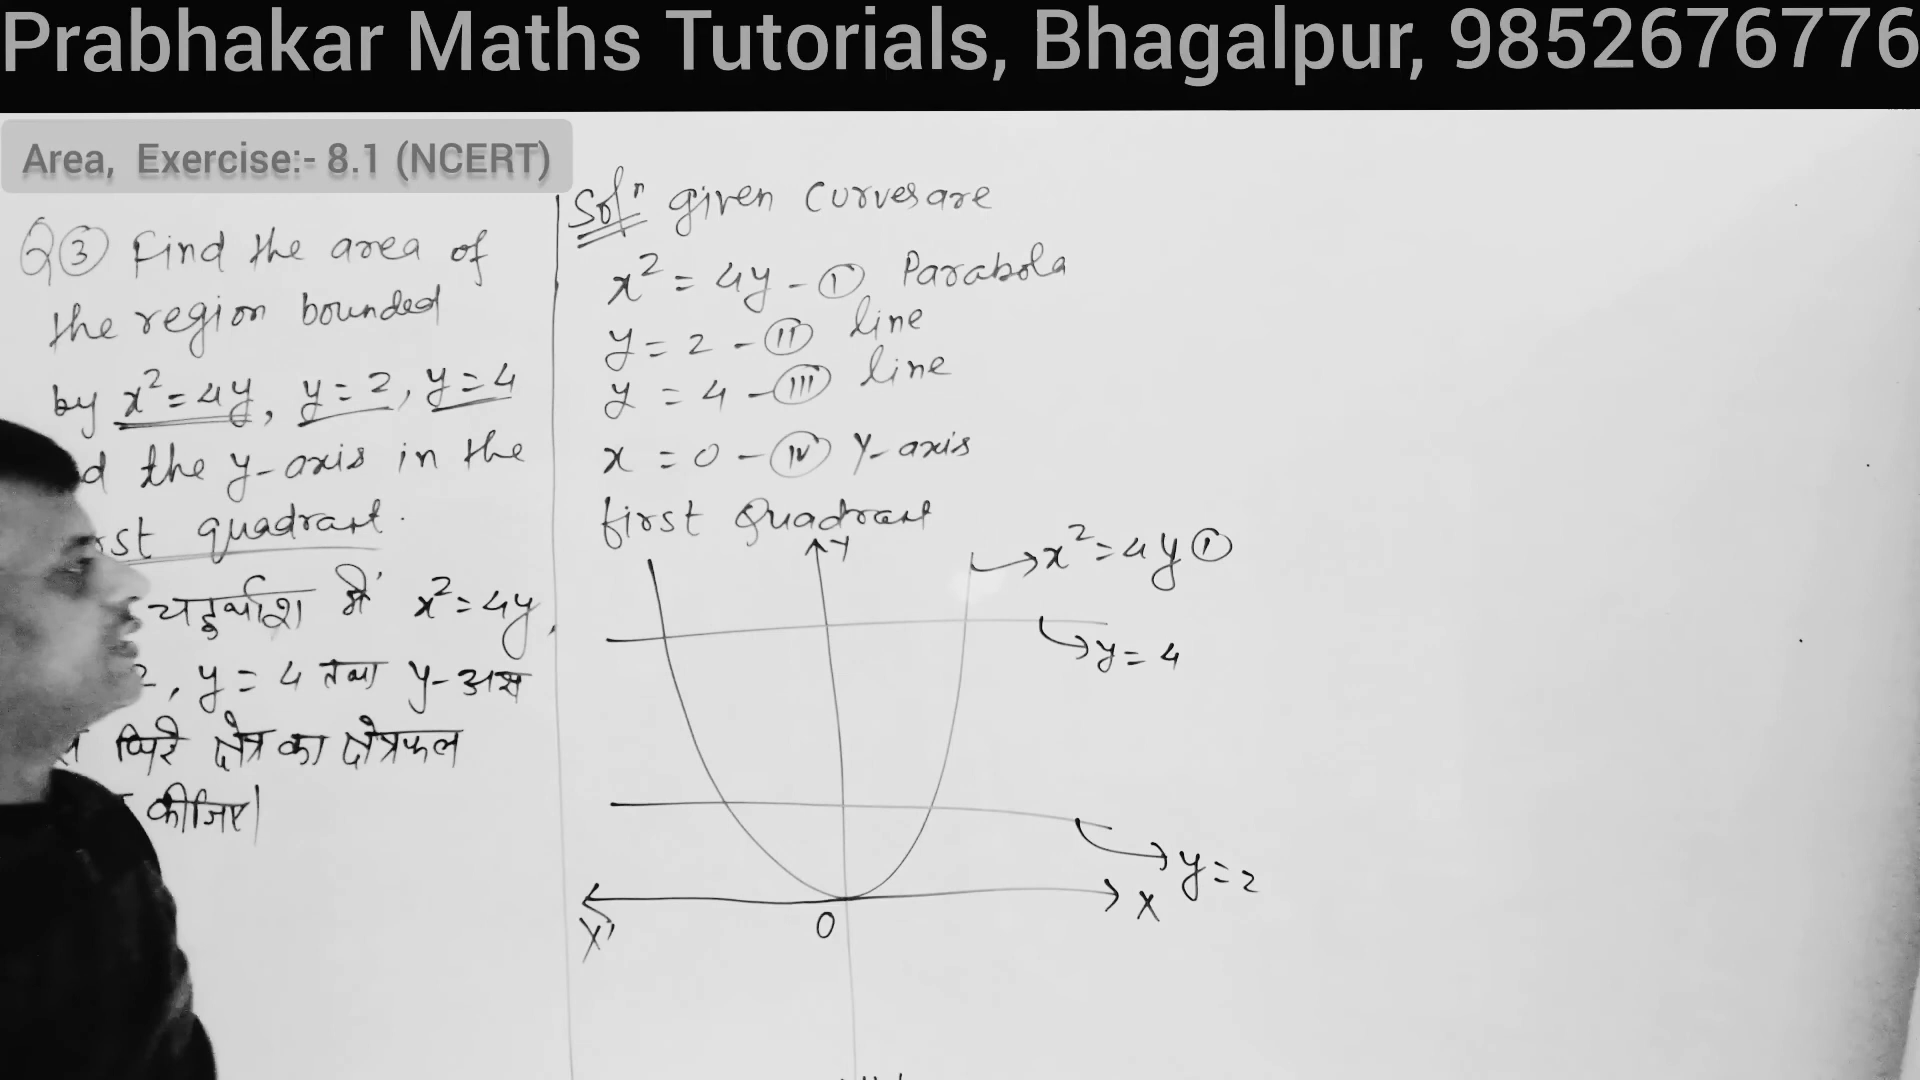 Prabhakar Maths Tutorials, Bhagalpur, 9852676776
Area, Exercise:- 8.1 (NCERT)
Q③ Find the area of
the region bounded
by x² = 4y, y = 2, y = 4
d the y-axis in the
rst quadrant.
में x² = 4y,
2, y = 4 तथा y-अक्ष
घिरे क्षेत्र का क्षेत्रफल
कीजिए।
Solⁿ given curves are
x² = 4y - Ⓘ Parabola
y = 2 - Ⓘⓘ line
y = 4 - Ⓘⓘⓘ line
x = 0 - ⓘⓥ Y-axis
first Quadrant
Y
x² = 4y Ⓘ
y = 4
y = 2
X' O X